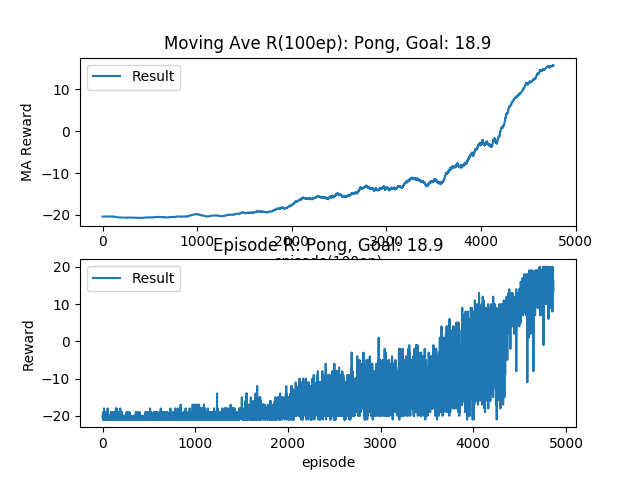 Moving Ave R(100ep): Pong, Goal: 18.9
Result
MA Reward
10
0
−10
−20
0 1000 2000 3000 4000 5000
episode(100ep)
Episode R: Pong, Goal: 18.9
Result
Reward
20
10
0
−10
−20
0 1000 2000 3000 4000 5000
episode